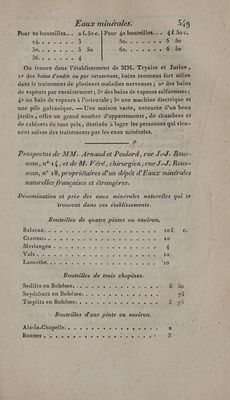 Eaux minérales. 549
Pour 20 bouteilles... 2 f. 50 c. Pour 40 bouteilles... 4 f. 50 c.
24....... 3 50....... 5 50
30....... 3 50 60....... 6 50
36....... 4
On trouve dans l'établissement de MM. Tryaire et Jurine,
1° des bains d'ondée ou par arrosement, bains reconnus fort utiles
dans le traitement de plusieurs maladies nerveuses; 2° des bains
de vapeurs par encaissement; 3° des bains de vapeurs sulfureuses;
4° un bain de vapeurs à l'orientale; 5° une machine électrique et
une pile galvanique. — Une maison vaste, entourée d'un beau
jardin, offre un grand nombre d'appartements, de chambres et
de cabinets de tous prix, destinés à loger les personnes qui vien-
nent suivre des traitements par les eaux minérales.
Prospectus de MM. Arnaud et Poulard, rue J.-J. Rous-
seau, n° 14, et de M. Véré, chirurgien, rue J.-J. Rous-
seau, n° 18, propriétaires d'un dépôt d'Eaux minérales
naturelles françaises et étrangères.
Dénomination et prix des eaux minérales naturelles qui se
trouvent dans ces établissements.
Bouteilles de quatre pintes ou environ.
Balaruc. 10 f. c.
Cransac. 10
Merlanges 4
Vals. 10
Lamothe. 10
Bouteilles de trois chopines.
Sedlitz en Bohême. 5 50
Seydchutz en Bohême. 75
Tœplitz en Bohême. 5 75
Bouteilles d'une pinte ou environ.
Aix-la-Chapelle. 2
Bonnes 3